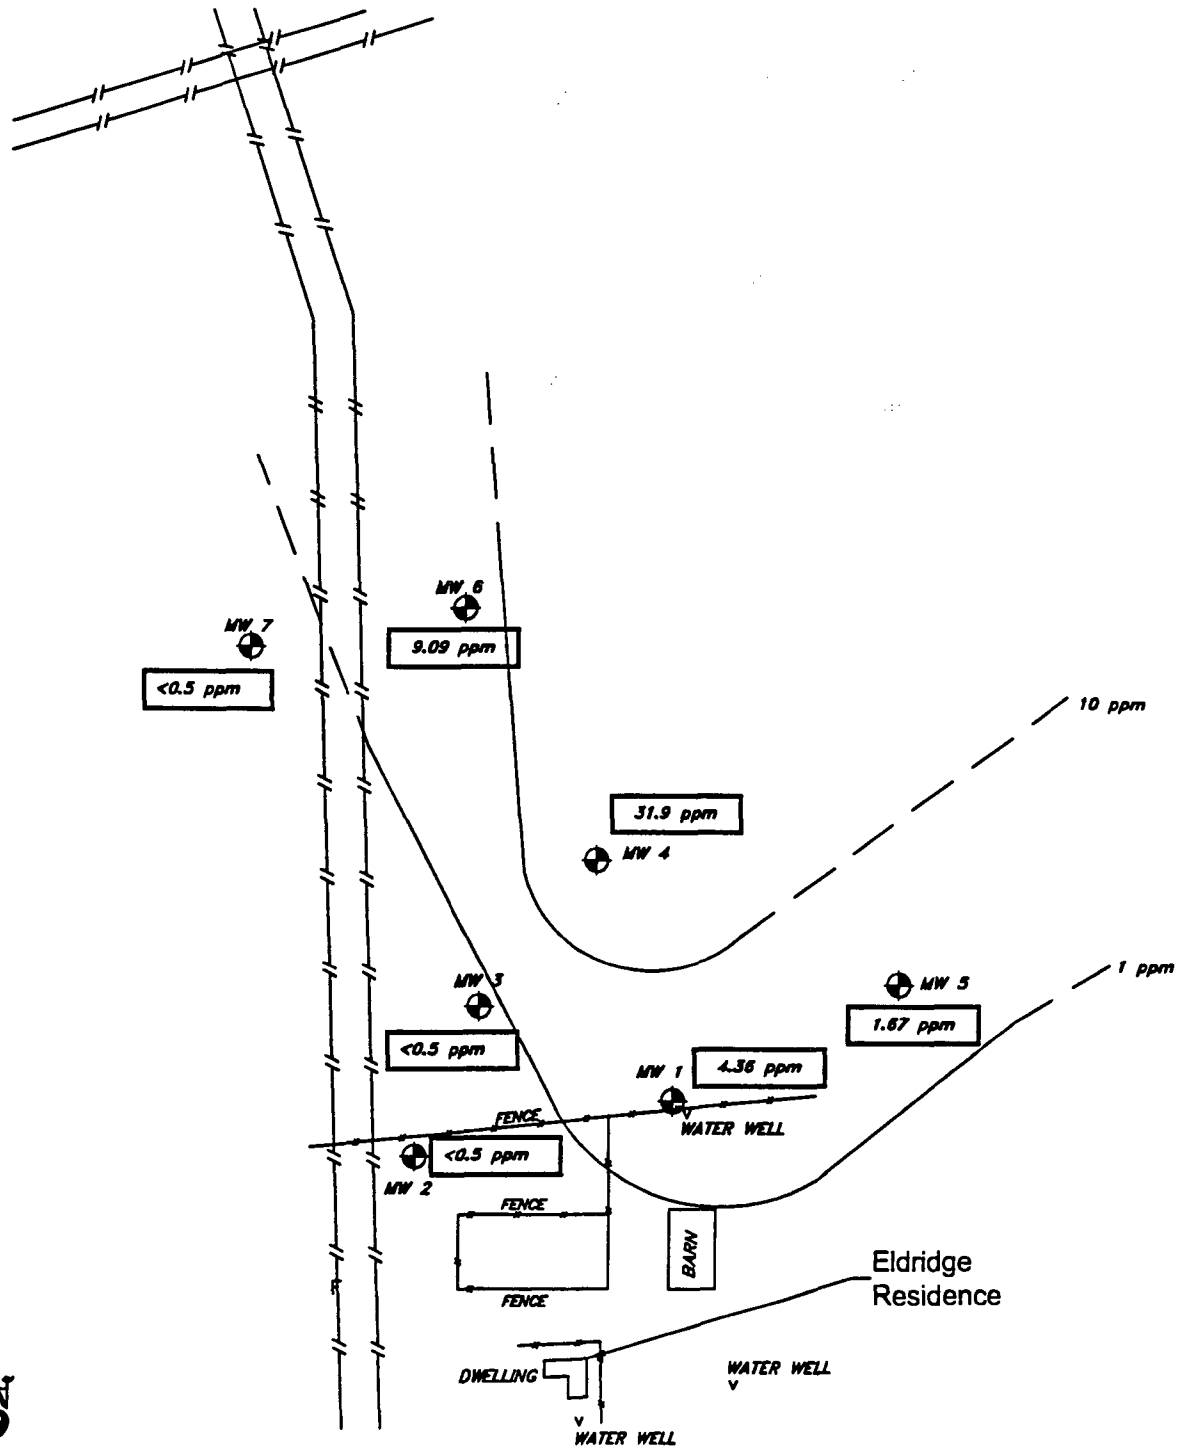 MW 6
MW 7
9.09 ppm
<0.5 ppm
10 ppm
31.9 ppm
MW 4
1 ppm
MW 3
MW 5
1.67 ppm
<0.5 ppm
4.36 ppm
MW 1
FENCE
WATER WELL
<0.5 ppm
MW 2
FENCE
BARN
Eldridge
Residence
FENCE
DWELLING
WATER WELL
WATER WELL